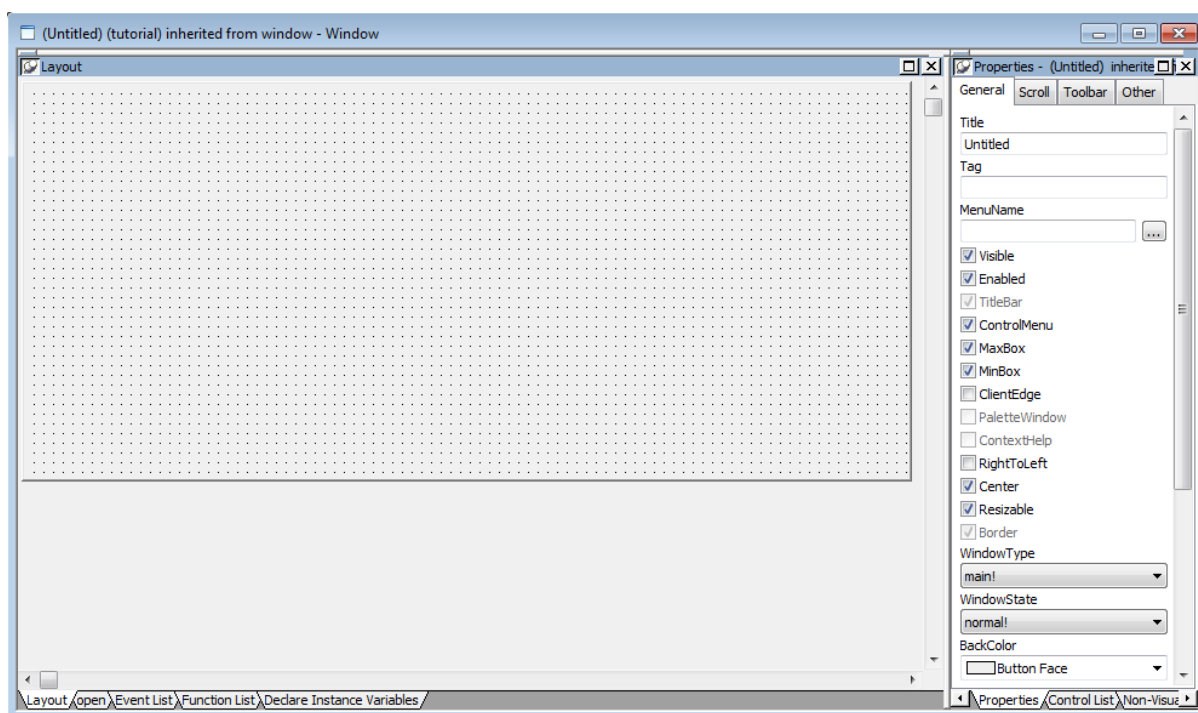 (Untitled) (tutorial) inherited from window - Window
Layout
Layout open Event List Function List Declare Instance Variables
Properties - (Untitled) inherite
General Scroll Toolbar Other
Title
Untitled
Tag
MenuName
...
Visible
Enabled
TitleBar
ControlMenu
MaxBox
MinBox
ClientEdge
PaletteWindow
ContextHelp
RightToLeft
Center
Resizable
Border
WindowType
main!
WindowState
normal!
BackColor
Button Face
Properties Control List Non-Visua